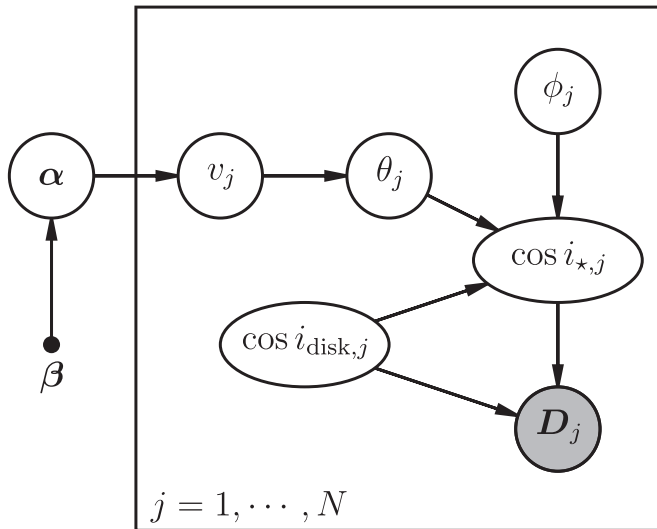 ϕ_j
α
v_j
θ_j
cos i_{⋆,j}
cos i_{disk,j}
β
D_j
j = 1, ⋯ , N